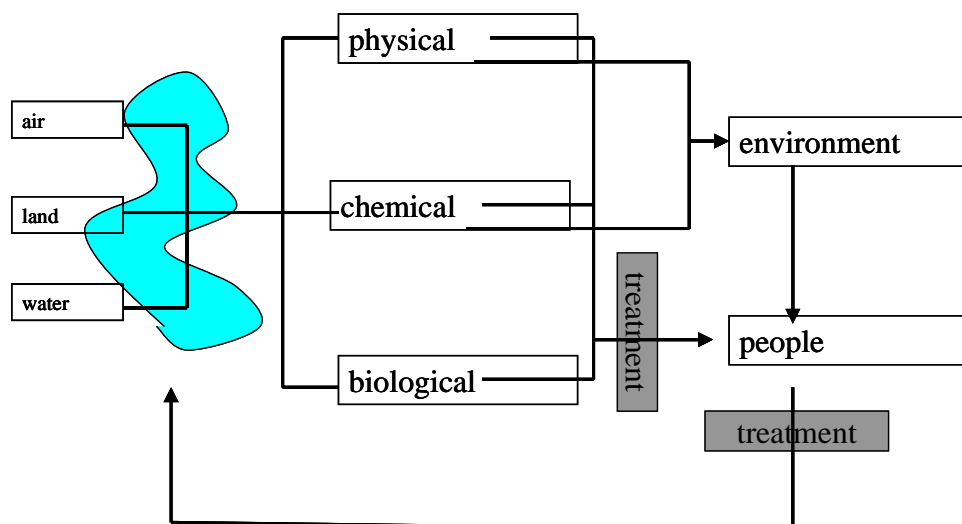 physical
air
environment
land
chemical
treatment
water
people
biological
treatment